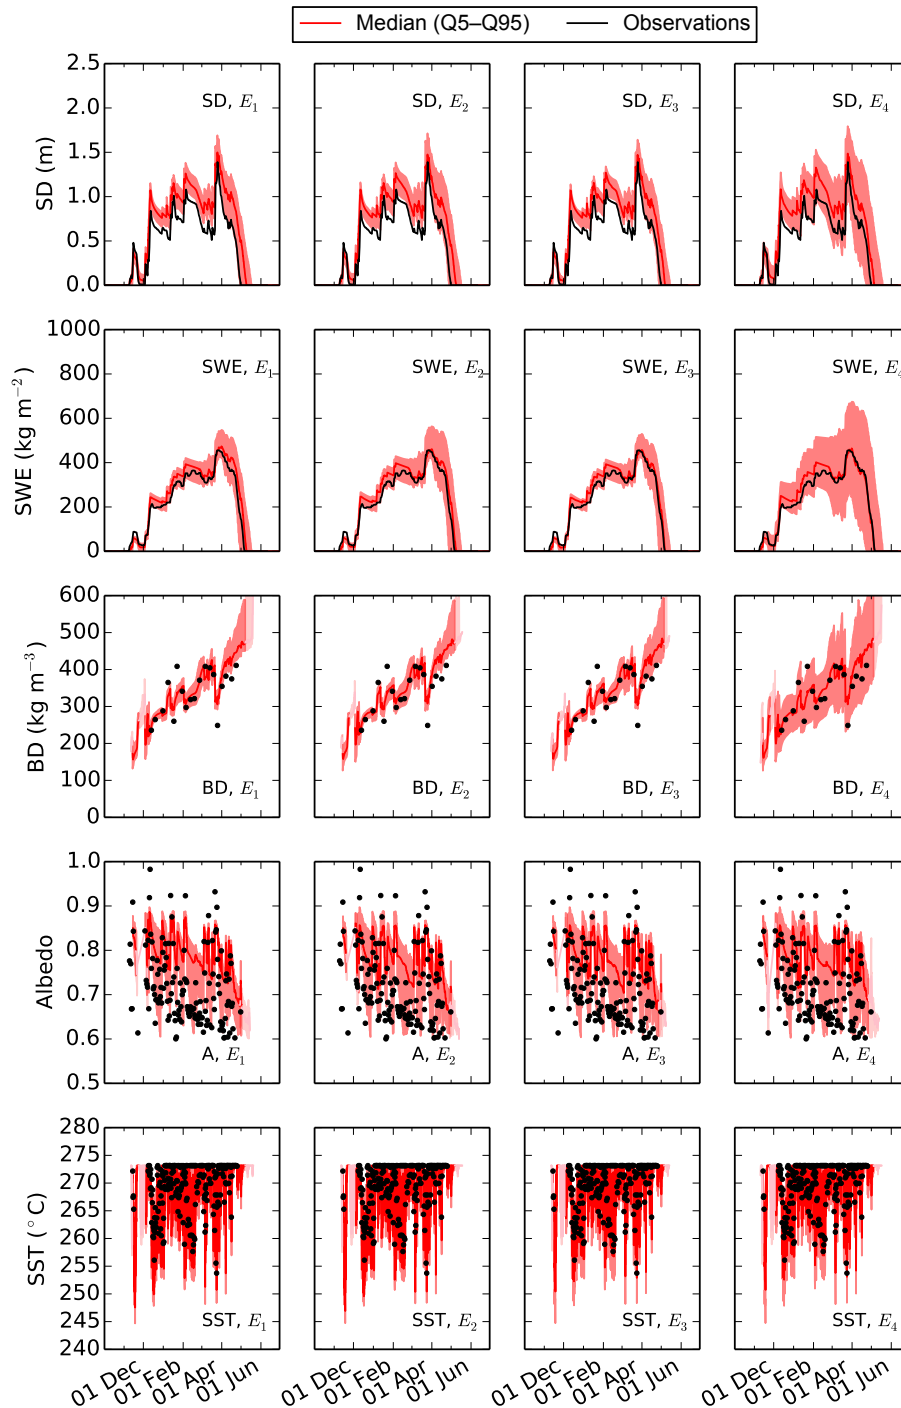 Median (Q5–Q95) Observations
2.5
2.0
1.5
1.0
0.5
0.0
SD (m)
SD, E1 SD, E2 SD, E3 SD, E4
1000
800
600
400
200
0
SWE (kg m−2)
SWE, E1 SWE, E2 SWE, E3 SWE, E4
600
500
400
300
200
100
0
BD (kg m−3)
BD, E1 BD, E2 BD, E3 BD, E4
1.0
0.9
0.8
0.7
0.6
0.5
Albedo
A, E1 A, E2 A, E3 A, E4
280
275
270
265
260
255
250
245
240
SST (°C)
SST, E1 SST, E2 SST, E3 SST, E4
01 Dec 01 Feb 01 Apr 01 Jun 01 Dec 01 Feb 01 Apr 01 Jun 01 Dec 01 Feb 01 Apr 01 Jun 01 Dec 01 Feb 01 Apr 01 Jun